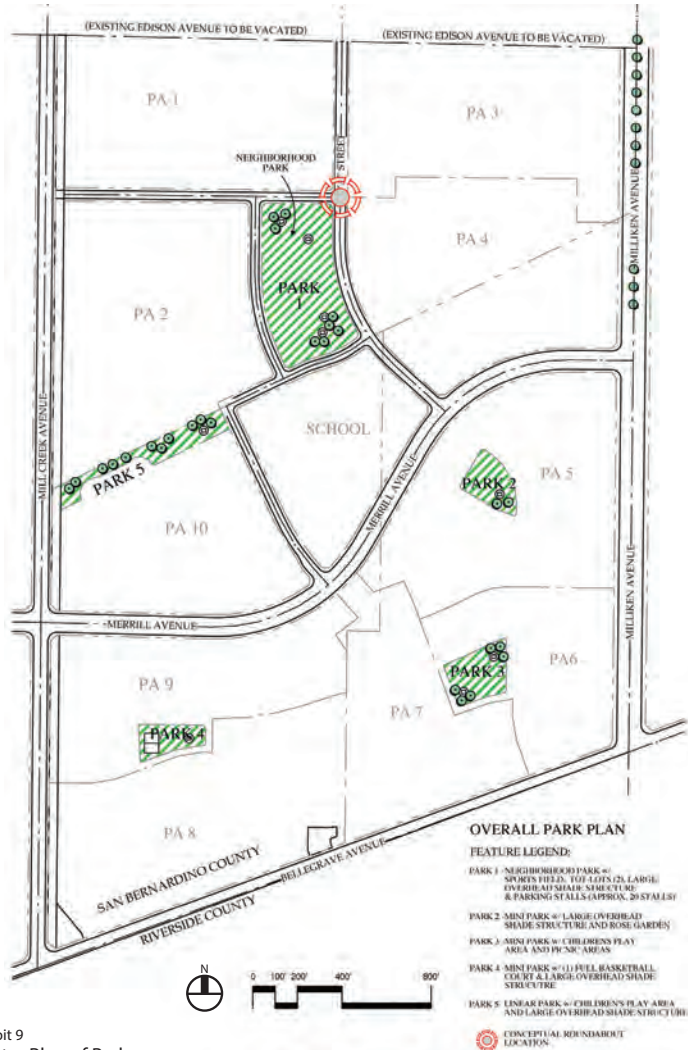 (EXISTING EDISON AVENUE TO BE VACATED)
(EXISTING EDISON AVENUE TO BE VACATED)
PA 1
PA 3
STREET
NEIGHBORHOOD
PARK
MILLIKEN AVENUE
PA 4
PARK
1
PA 2
SCHOOL
MILL CREEK AVENUE
PARK 5
MERRILL AVENUE
PARK 2
PA 5
PA 10
MILLIKEN AVENUE
MERRILL AVENUE
PARK 3
PA6
PA 9
PA 7
PARK 4
PA 8
SAN BERNARDINO COUNTY
BELLEGRAVE AVENUE
RIVERSIDE COUNTY
OVERALL PARK PLAN
FEATURE LEGEND:
PARK 1 -NEIGHBORHOOD PARK w/
SPORTS FIELD, TOT-LOTS (2), LARGE
OVERHEAD SHADE STRUCTURE
& PARKING STALLS (APPROX. 20 STALLS)
PARK 2 -MINI PARK w/ LARGE OVERHEAD
SHADE STRUCTURE AND ROSE GARDEN
PARK 3 -MINI PARK w/ CHILDRENS PLAY
AREA AND PICNIC AREAS
PARK 4 -MINI PARK w/ (1) FULL BASKETBALL
COURT & LARGE OVERHEAD SHADE
STRUCUTRE
PARK 5 LINEAR PARK w/ CHILDREN'S PLAY AREA
AND LARGE OVERHEAD SHADE STRUCTURE
CONCEPTUAL ROUNDABOUT
LOCATION
N
0 100' 200' 400' 800'
bit 9